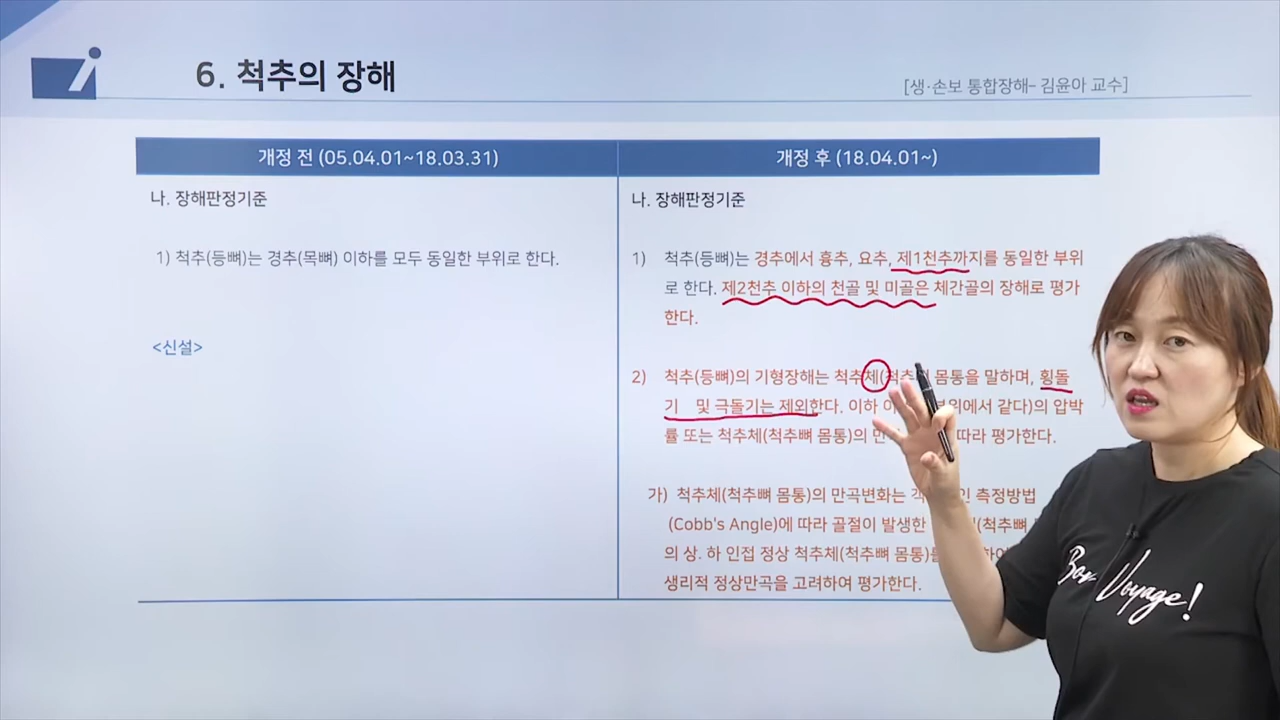 6. 척추의 장해
[생·손보 통합장해– 김윤아 교수]
개정 전 (05.04.01~18.03.31)
개정 후 (18.04.01~)
나. 장해판정기준
1) 척추(등뼈)는 경추(목뼈) 이하를 모두 동일한 부위로 한다.
<신설>
나. 장해판정기준
1) 척추(등뼈)는 경추에서 흉추, 요추, 제1천추까지를 동일한 부위
로 한다. 제2천추 이하의 천골 및 미골은 체간골의 장해로 평가
한다.
2) 척추(등뼈)의 기형장해는 척추체(척추 몸통을 말하며, 횡돌
기 및 극돌기는 제외한다. 이하 이 부위에서 같다)의 압박
률 또는 척추체(척추뼈 몸통)의 따라 평가한다.
가) 척추체(척추뼈 몸통)의 만곡변화는 측정방법
(Cobb's Angle)에 따라 골절이 발생한 (척추뼈
의 상. 하 인접 정상 척추체(척추뼈 몸통)
생리적 정상만곡을 고려하여 평가한다.
Bon Voyage!